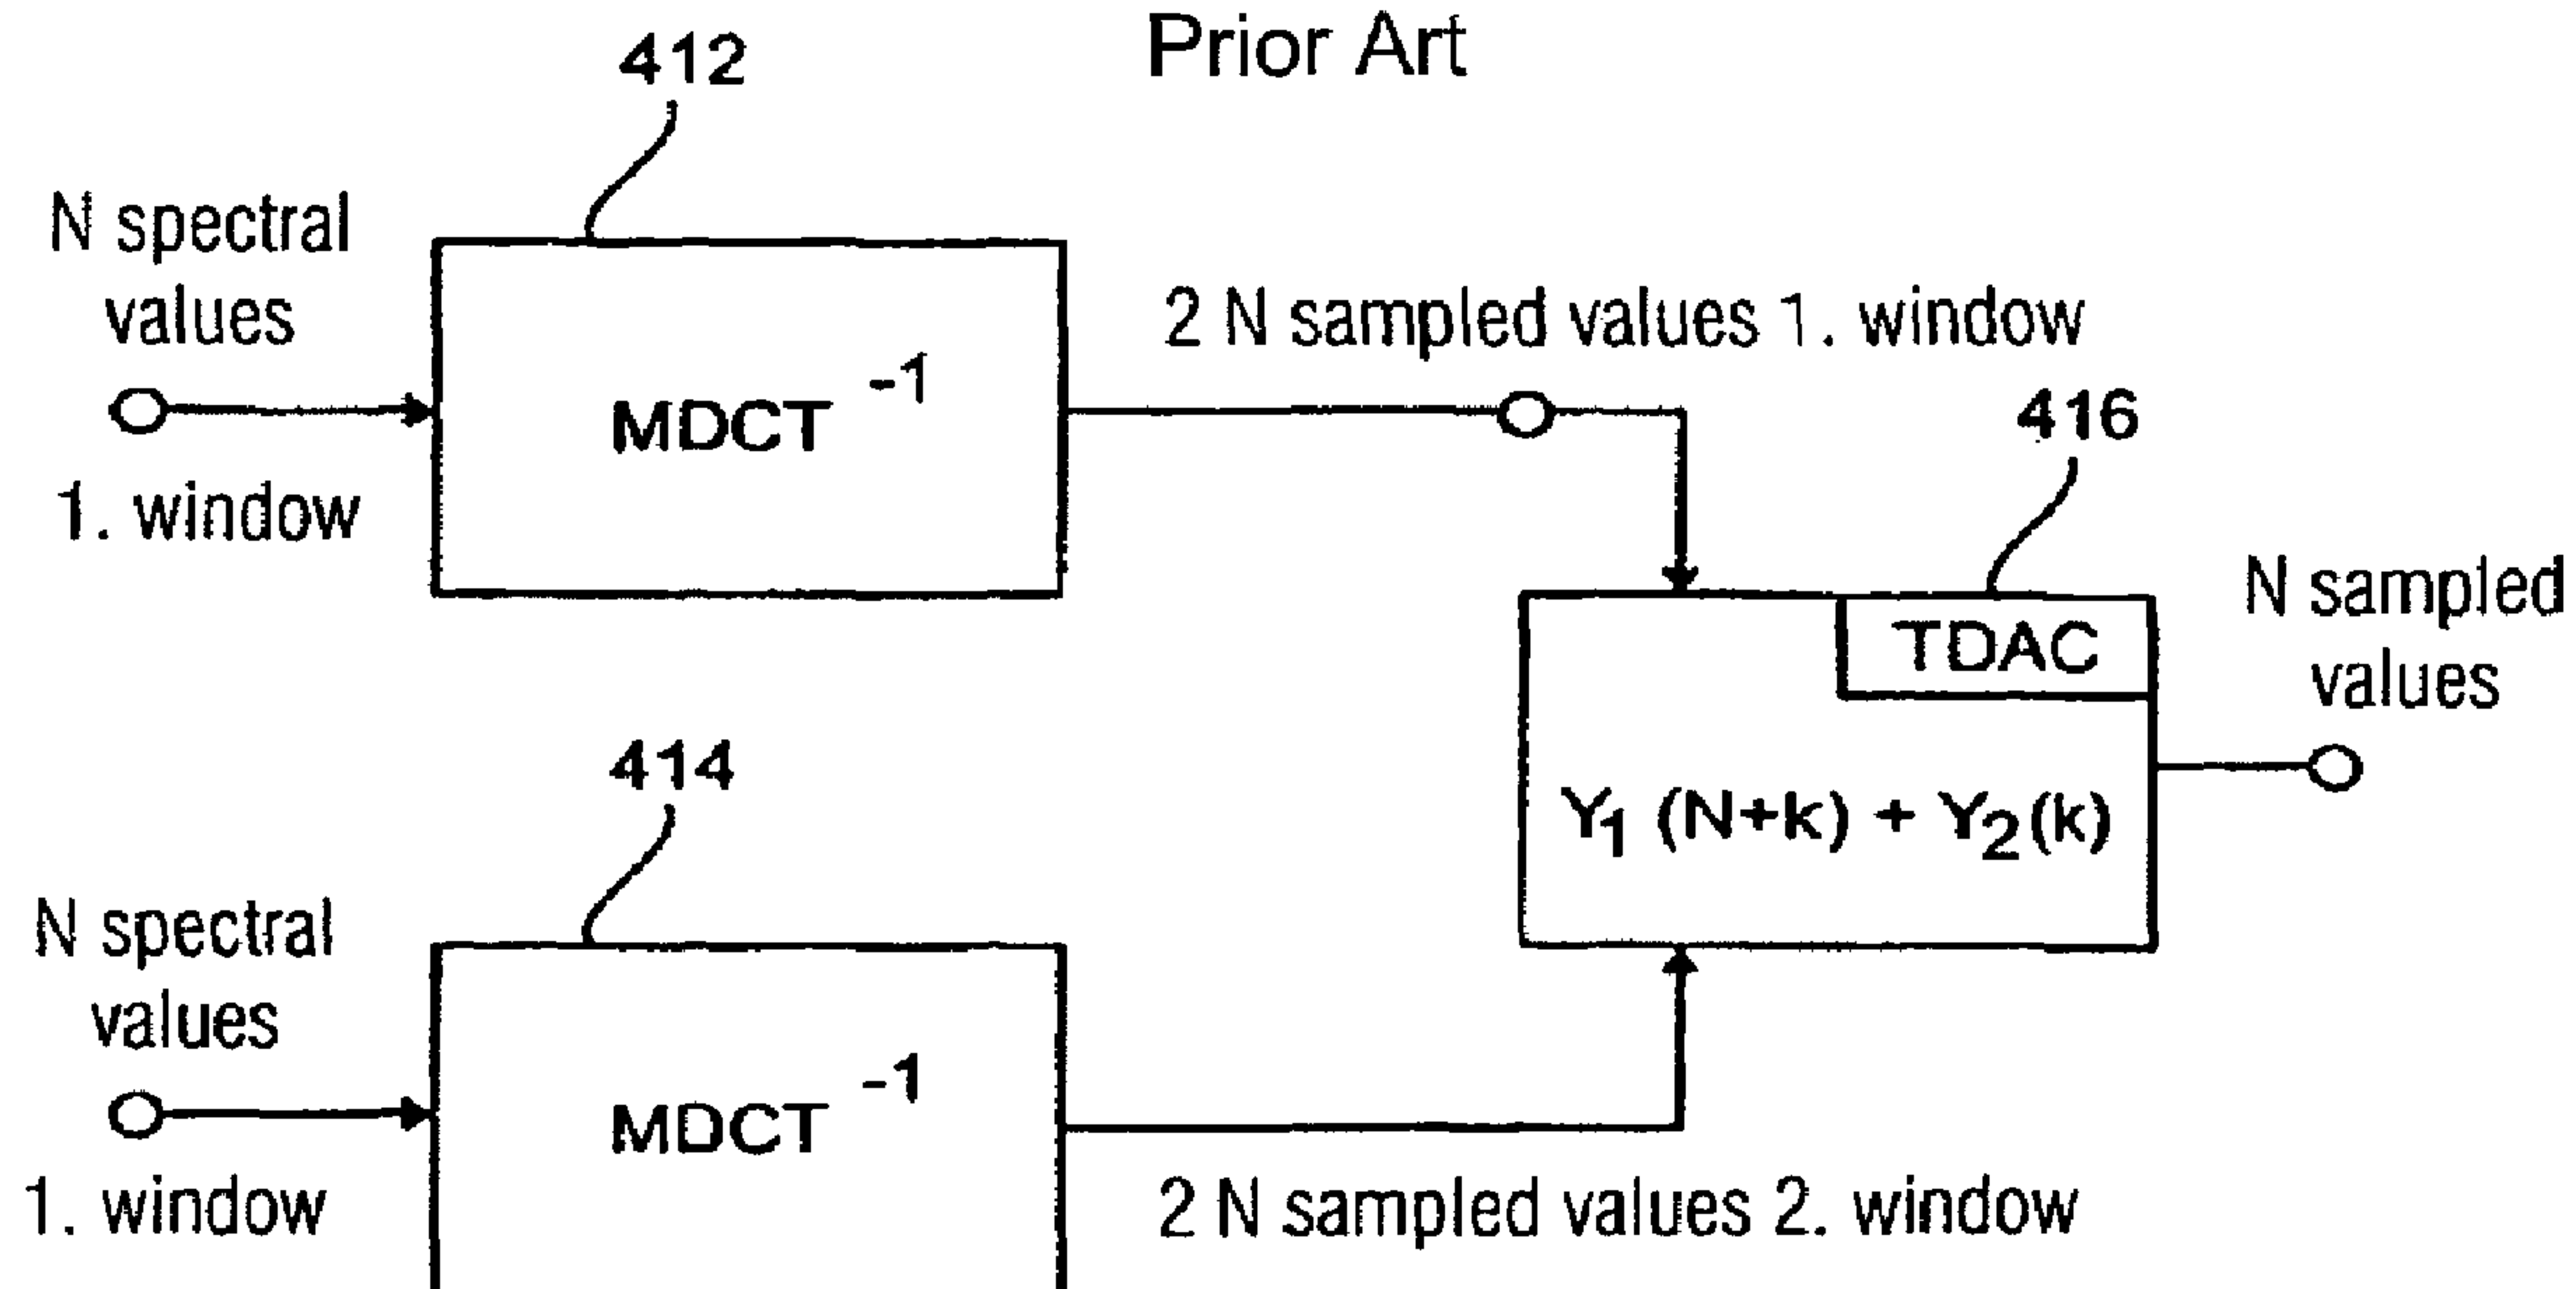 Prior Art
412
N spectral
values
1. window
MDCT -1
2 N sampled values 1. window
416
TDAC
Y1 (N+k) + Y2(k)
N sampled
values
414
N spectral
values
1. window
MDCT -1
2 N sampled values 2. window